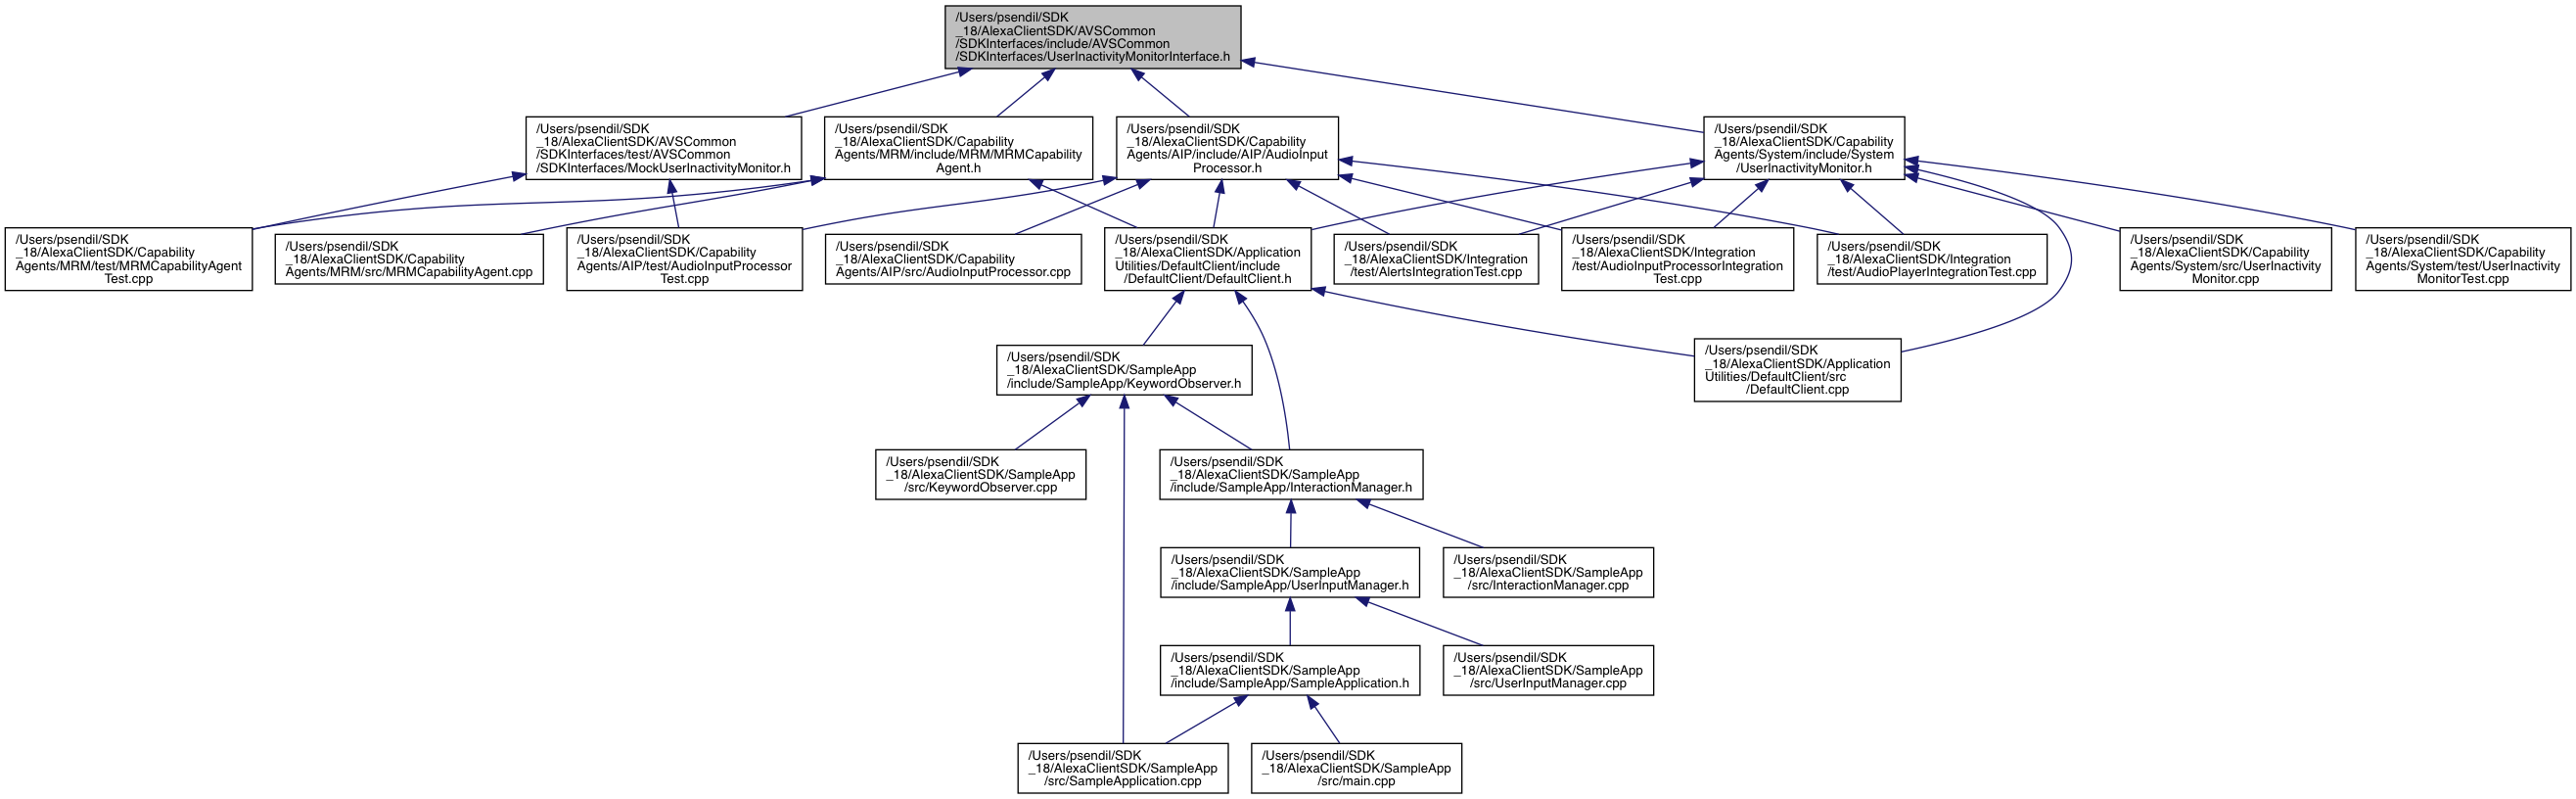 /Users/psendil/SDK
_18/AlexaClientSDK/AVSCommon
/SDKInterfaces/include/AVSCommon
/SDKInterfaces/UserInactivityMonitorInterface.h
/Users/psendil/SDK
_18/AlexaClientSDK/AVSCommon
/SDKInterfaces/test/AVSCommon
/SDKInterfaces/MockUserInactivityMonitor.h
/Users/psendil/SDK
_18/AlexaClientSDK/Capability
Agents/MRM/include/MRM/MRMCapability
Agent.h
/Users/psendil/SDK
_18/AlexaClientSDK/Capability
Agents/AIP/include/AIP/AudioInput
Processor.h
/Users/psendil/SDK
_18/AlexaClientSDK/Capability
Agents/System/include/System
/UserInactivityMonitor.h
/Users/psendil/SDK
_18/AlexaClientSDK/Capability
Agents/MRM/test/MRMCapabilityAgent
Test.cpp
/Users/psendil/SDK
_18/AlexaClientSDK/Capability
Agents/MRM/src/MRMCapabilityAgent.cpp
/Users/psendil/SDK
_18/AlexaClientSDK/Capability
Agents/AIP/test/AudioInputProcessor
Test.cpp
/Users/psendil/SDK
_18/AlexaClientSDK/Capability
Agents/AIP/src/AudioInputProcessor.cpp
/Users/psendil/SDK
_18/AlexaClientSDK/Application
Utilities/DefaultClient/include
/DefaultClient/DefaultClient.h
/Users/psendil/SDK
_18/AlexaClientSDK/Integration
/test/AlertsIntegrationTest.cpp
/Users/psendil/SDK
_18/AlexaClientSDK/Integration
/test/AudioInputProcessorIntegration
Test.cpp
/Users/psendil/SDK
_18/AlexaClientSDK/Integration
/test/AudioPlayerIntegrationTest.cpp
/Users/psendil/SDK
_18/AlexaClientSDK/Capability
Agents/System/src/UserInactivity
Monitor.cpp
/Users/psendil/SDK
_18/AlexaClientSDK/Capability
Agents/System/test/UserInactivity
MonitorTest.cpp
/Users/psendil/SDK
_18/AlexaClientSDK/SampleApp
/include/SampleApp/KeywordObserver.h
/Users/psendil/SDK
_18/AlexaClientSDK/Application
Utilities/DefaultClient/src
/DefaultClient.cpp
/Users/psendil/SDK
_18/AlexaClientSDK/SampleApp
/src/KeywordObserver.cpp
/Users/psendil/SDK
_18/AlexaClientSDK/SampleApp
/include/SampleApp/InteractionManager.h
/Users/psendil/SDK
_18/AlexaClientSDK/SampleApp
/include/SampleApp/UserInputManager.h
/Users/psendil/SDK
_18/AlexaClientSDK/SampleApp
/src/InteractionManager.cpp
/Users/psendil/SDK
_18/AlexaClientSDK/SampleApp
/include/SampleApp/SampleApplication.h
/Users/psendil/SDK
_18/AlexaClientSDK/SampleApp
/src/UserInputManager.cpp
/Users/psendil/SDK
_18/AlexaClientSDK/SampleApp
/src/SampleApplication.cpp
/Users/psendil/SDK
_18/AlexaClientSDK/SampleApp
/src/main.cpp